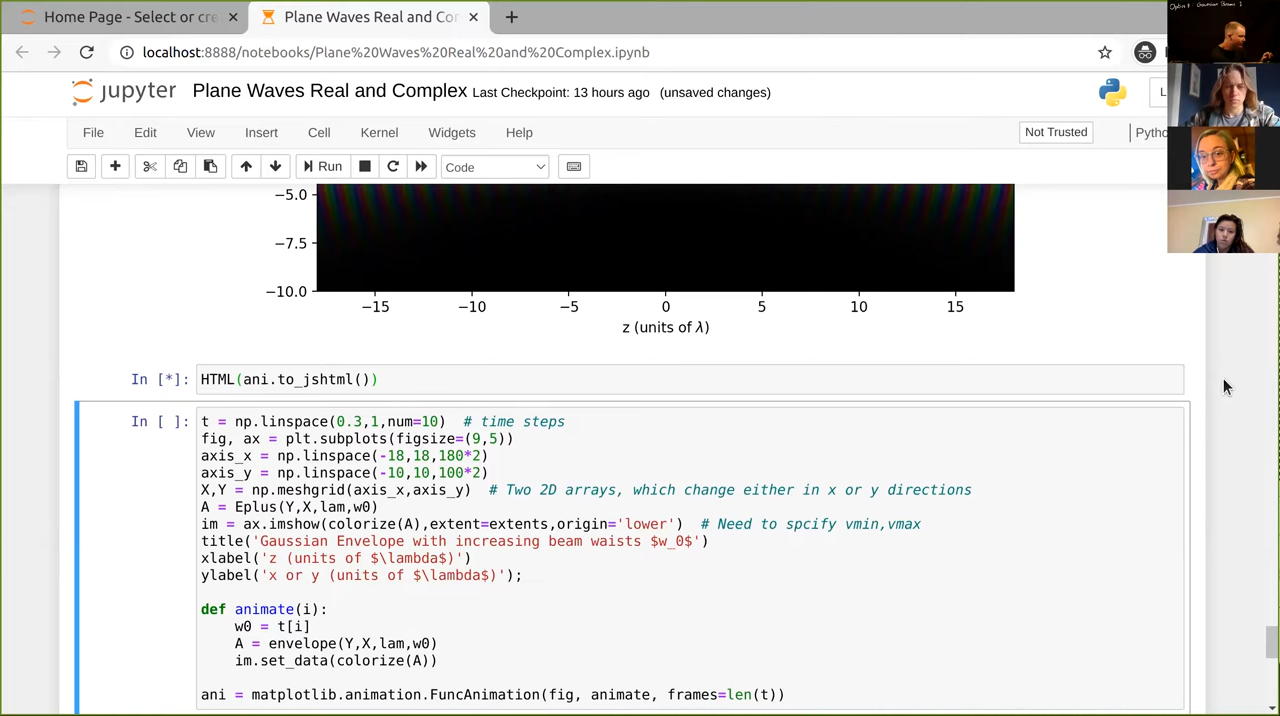 Home Page - Select or cre
Plane Waves Real and Cor
localhost:8888/notebooks/Plane%20Waves%20Real%20and%20Complex.ipynb
jupyter Plane Waves Real and Complex Last Checkpoint: 13 hours ago (unsaved changes)
File Edit View Insert Cell Kernel Widgets Help Not Trusted Pytho
Run Code
−5.0
−7.5
−10.0
−15 −10 −5 0 5 10 15
z (units of λ)
In [*]: HTML(ani.to_jshtml())
In [ ]: t = np.linspace(0.3,1,num=10)  # time steps
fig, ax = plt.subplots(figsize=(9,5))
axis_x = np.linspace(-18,18,180*2)
axis_y = np.linspace(-10,10,100*2)
X,Y = np.meshgrid(axis_x,axis_y)  # Two 2D arrays, which change either in x or y directions
A = Eplus(Y,X,lam,w0)
im = ax.imshow(colorize(A),extent=extents,origin='lower')  # Need to spcify vmin,vmax
title('Gaussian Envelope with increasing beam waists $w_0$')
xlabel('z (units of $\lambda$)')
ylabel('x or y (units of $\lambda$)');
def animate(i):
    w0 = t[i]
    A = envelope(Y,X,lam,w0)
    im.set_data(colorize(A))
ani = matplotlib.animation.FuncAnimation(fig, animate, frames=len(t))